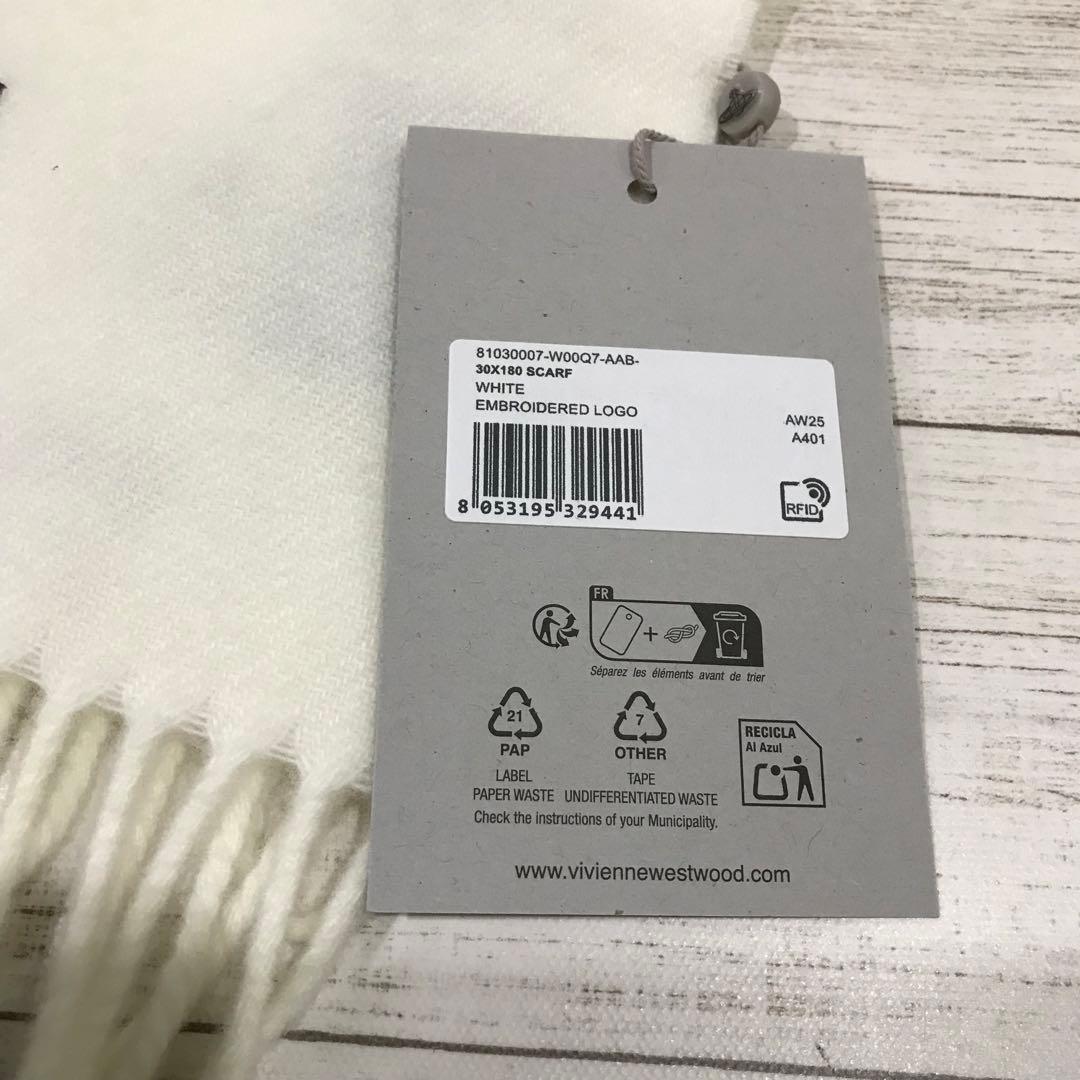 81030007-W00Q7-AAB-
30X180 SCARF
WHITE
EMBROIDERED LOGO
AW25
A401
8 053195 329441
RFID
FR
+
Séparez les éléments avant de trier
21
PAP
7
OTHER
RECICLA
Al Azul
LABEL
PAPER WASTE
TAPE
UNDIFFERENTIATED WASTE
Check the instructions of your Municipality.
www.viviennewestwood.com